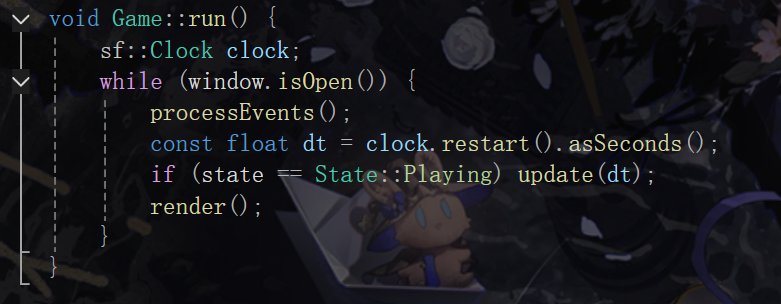 void Game::run() {
    sf::Clock clock;
    while (window.isOpen()) {
        processEvents();
        const float dt = clock.restart().asSeconds();
        if (state == State::Playing) update(dt);
        render();
    }
}